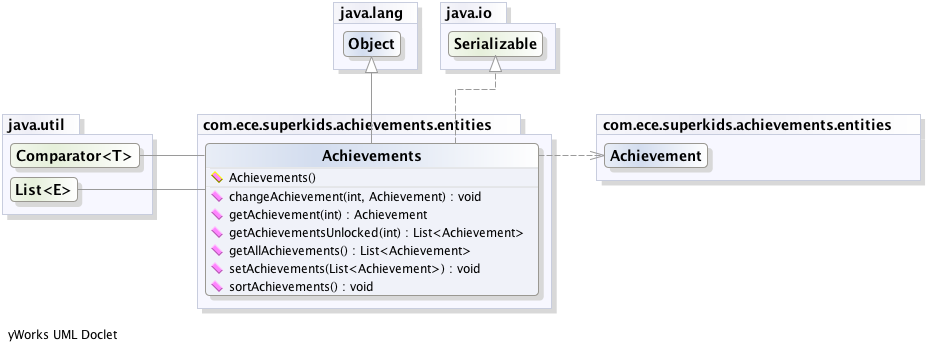 java.lang
Object
java.io
Serializable
java.util
Comparator<T>
List<E>
com.ece.superkids.achievements.entities
Achievements
Achievements()
changeAchievement(int, Achievement) : void
getAchievement(int) : Achievement
getAchievementsUnlocked(int) : List<Achievement>
getAllAchievements() : List<Achievement>
setAchievements(List<Achievement>) : void
sortAchievements() : void
com.ece.superkids.achievements.entities
Achievement
yWorks UML Doclet